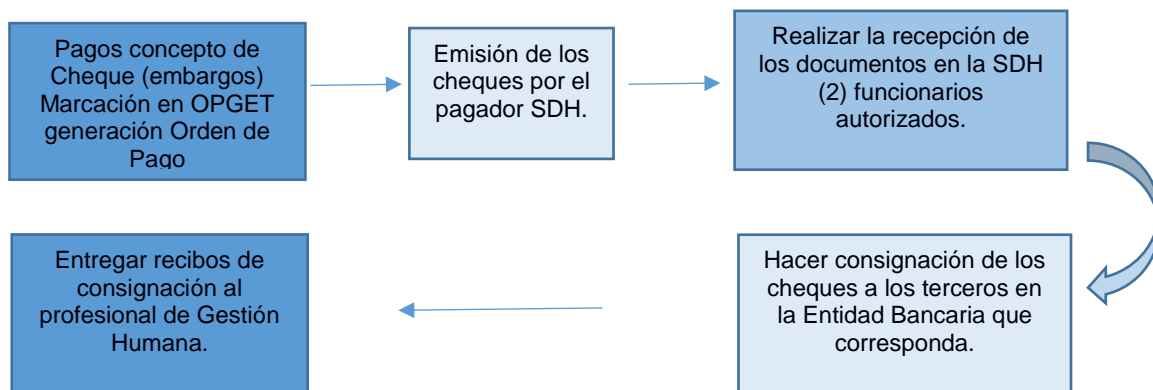 Pagos concepto de
Cheque (embargos)
Marcación en OPGET
generación Orden de
Pago
Emisión de los
cheques por el
pagador SDH.
Realizar la recepción de
los documentos en la SDH
(2) funcionarios
autorizados.
Hacer consignación de los
cheques a los terceros en
la Entidad Bancaria que
corresponda.
Entregar recibos de
consignación al
profesional de Gestión
Humana.